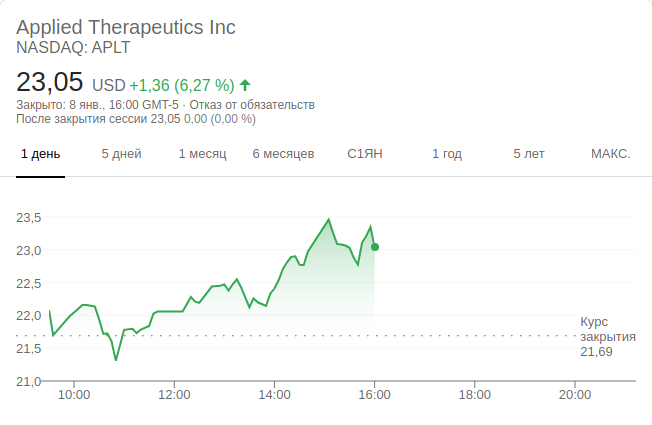 Applied Therapeutics Inc
NASDAQ: APLT
23,05 USD +1,36 (6,27 %)
Закрыто: 8 янв., 16:00 GMT-5 · Отказ от обязательств
После закрытия сессии 23,05 0,00 (0,00 %)
1 день 5 дней 1 месяц 6 месяцев С1ЯН 1 год 5 лет МАКС.
23,5
23,0
22,5
22,0
21,5
21,0
Курс
закрытия
21,69
10:00 12:00 14:00 16:00 18:00 20:00